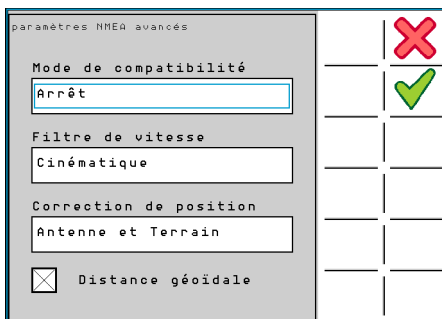 paramètres NMEA avancés
Mode de compatibilité
Arrêt
Filtre de vitesse
Cinématique
Correction de position
Antenne et Terrain
Distance géoïdale